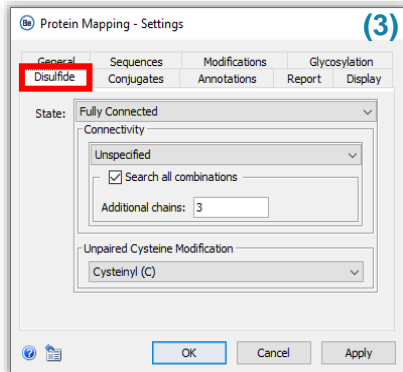 Protein Mapping - Settings
(3)
General Sequences Modifications Glycosylation
Disulfide Conjugates Annotations Report Display
State: Fully Connected
Connectivity
Unspecified
Search all combinations
Additional chains: 3
Unpaired Cysteine Modification
Cysteinyl (C)
OK Cancel Apply